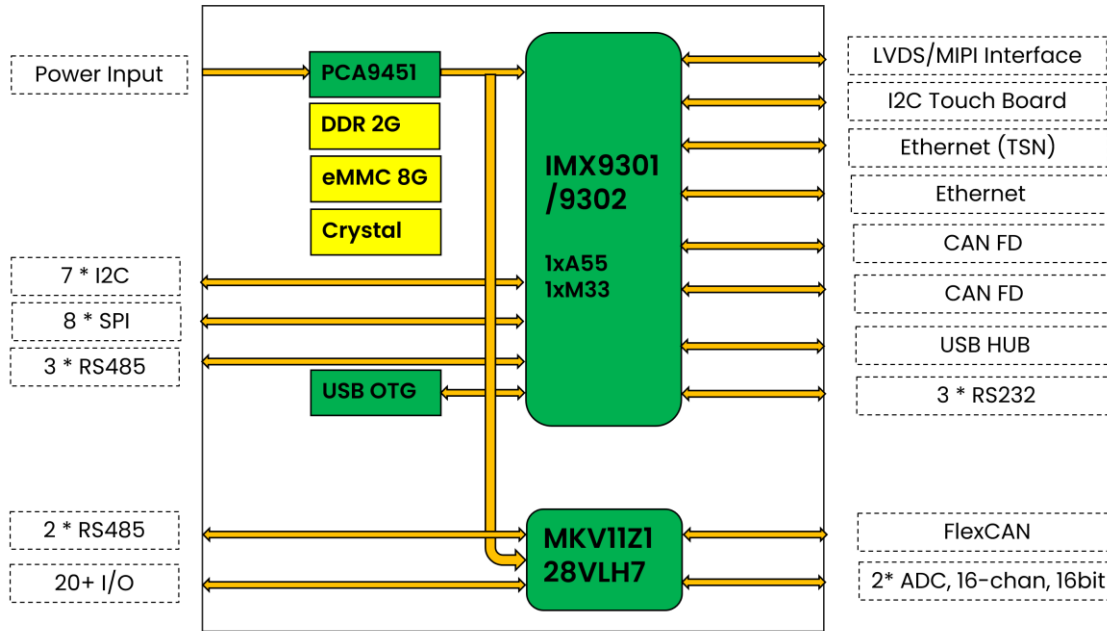 Power Input
PCA9451
DDR 2G
eMMC 8G
Crystal
7 * I2C
8 * SPI
3 * RS485
USB OTG
2 * RS485
20+ I/O
IMX9301
/9302
1xA55
1xM33
MKV11Z1
28VLH7
LVDS/MIPI Interface
I2C Touch Board
Ethernet (TSN)
Ethernet
CAN FD
CAN FD
USB HUB
3 * RS232
FlexCAN
2* ADC, 16-chan, 16bit